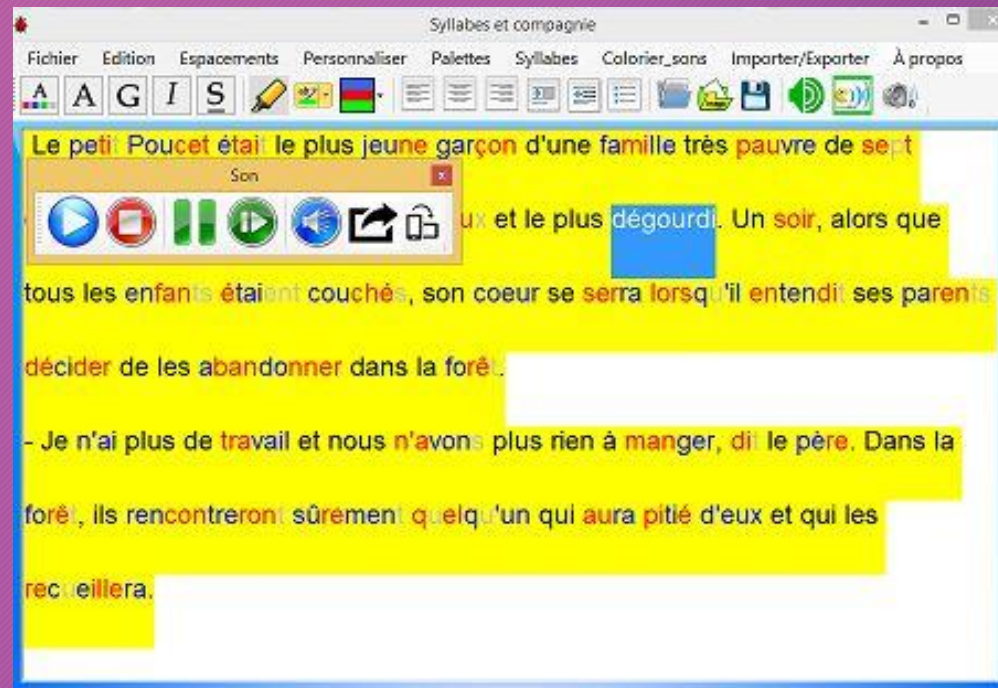 Syllabes et compagnie
Fichier Edition Espacements Personnaliser Palettes Syllabes Colorier_sons Importer/Exporter À propos
A A G I S
Le petit Poucet était le plus jeune garçon d'une famille très pauvre de sept
Son
et le plus dégourdi. Un soir, alors que
tous les enfants étaient couchés, son coeur se serra lorsqu'il entendit ses parents
décider de les abandonner dans la forêt.
- Je n'ai plus de travail et nous n'avons plus rien à manger, dit le père. Dans la
forêt, ils rencontreront sûrement quelqu'un qui aura pitié d'eux et qui les
recueillera.